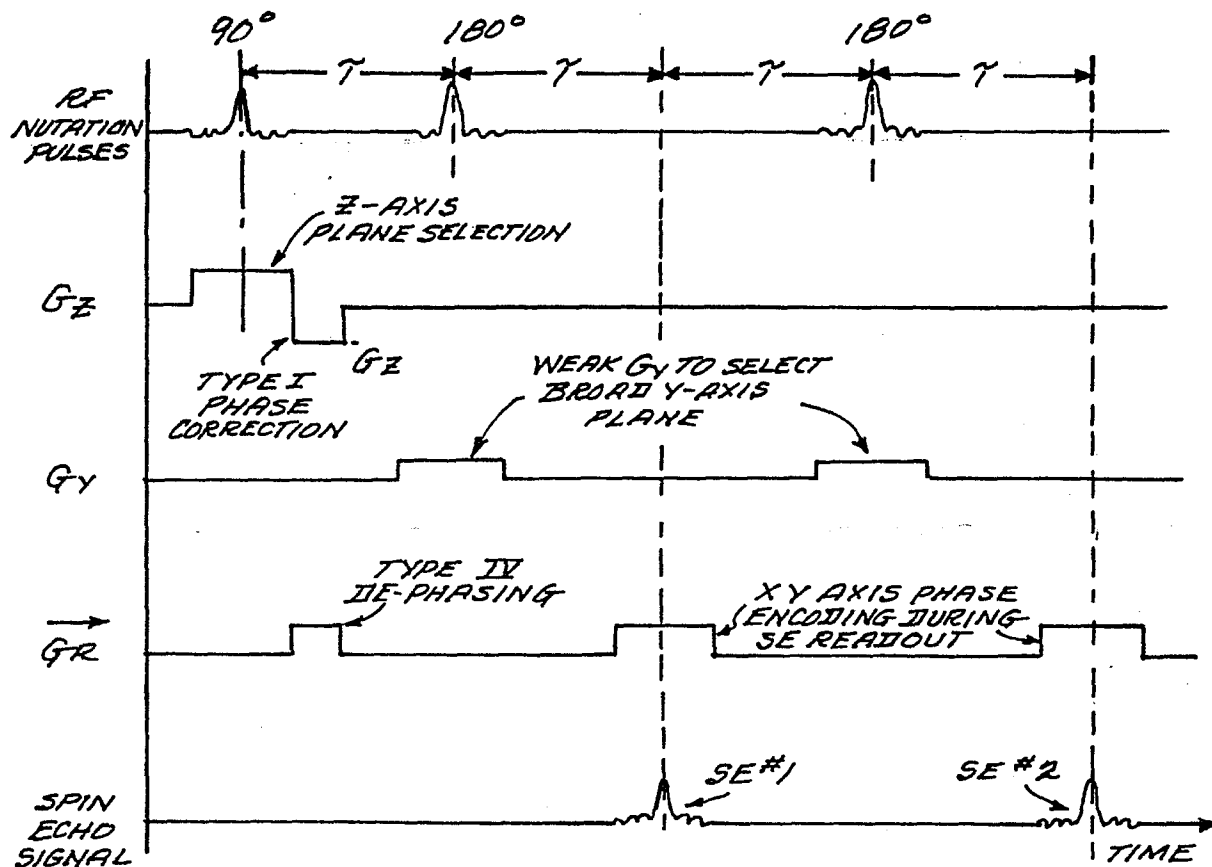 90° 180° 180°
τ τ τ τ
RF
NUTATION
PULSES
Z-AXIS
PLANE SELECTION
GZ
-GZ
TYPE I
PHASE
CORRECTION
WEAK GY TO SELECT
BROAD Y-AXIS
PLANE
GY
TYPE IV
DE-PHASING
XY AXIS PHASE
ENCODING DURING
SE READOUT
GR
SE #1
SE #2
SPIN
ECHO
SIGNAL
TIME